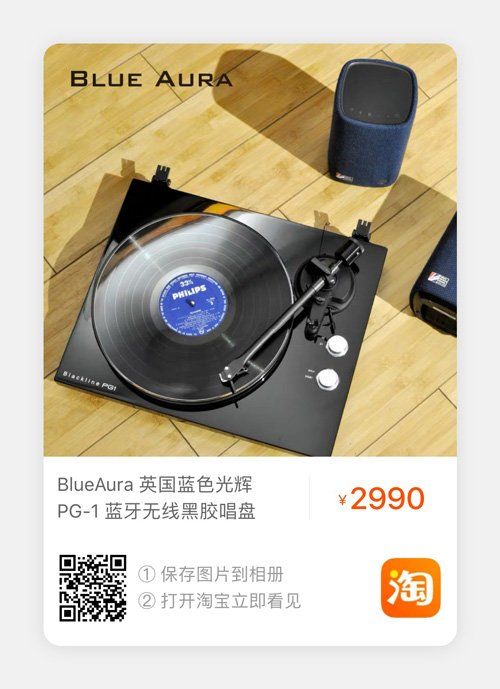 BLUE AURA
33⅓
PHILIPS
Blackline PG1
BlueAura 英国蓝色光辉
PG-1 蓝牙无线黑胶唱盘
¥2990
① 保存图片到相册
② 打开淘宝立即看见
淘